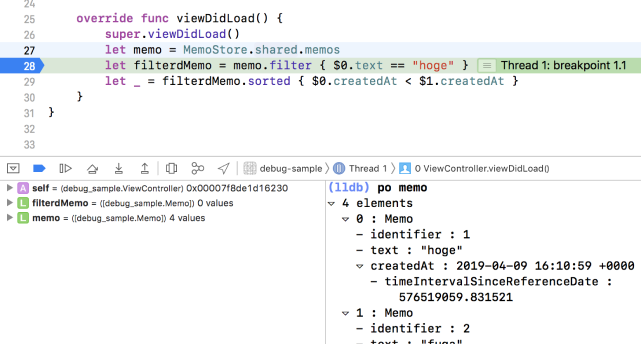 24
25 override func viewDidLoad() {
26 super.viewDidLoad()
27 let memo = MemoStore.shared.memos
28 let filterdMemo = memo.filter { $0.text == "hoge" } Thread 1: breakpoint 1.1
29 let _ = filterdMemo.sorted { $0.createdAt < $1.createdAt }
30 }
31 }
32
33
debug-sample Thread 1 0 ViewController.viewDidLoad()
A self = (debug_sample.ViewController) 0x00007f8de1d16230
L filterdMemo = ([debug_sample.Memo]) 0 values
L memo = ([debug_sample.Memo]) 4 values
(lldb) po memo
4 elements
0 : Memo
- identifier : 1
- text : "hoge"
createdAt : 2019-04-09 16:10:59 +0000
- timeIntervalSinceReferenceDate :
576519059.831521
1 : Memo
- identifier : 2
- text : "fuga"